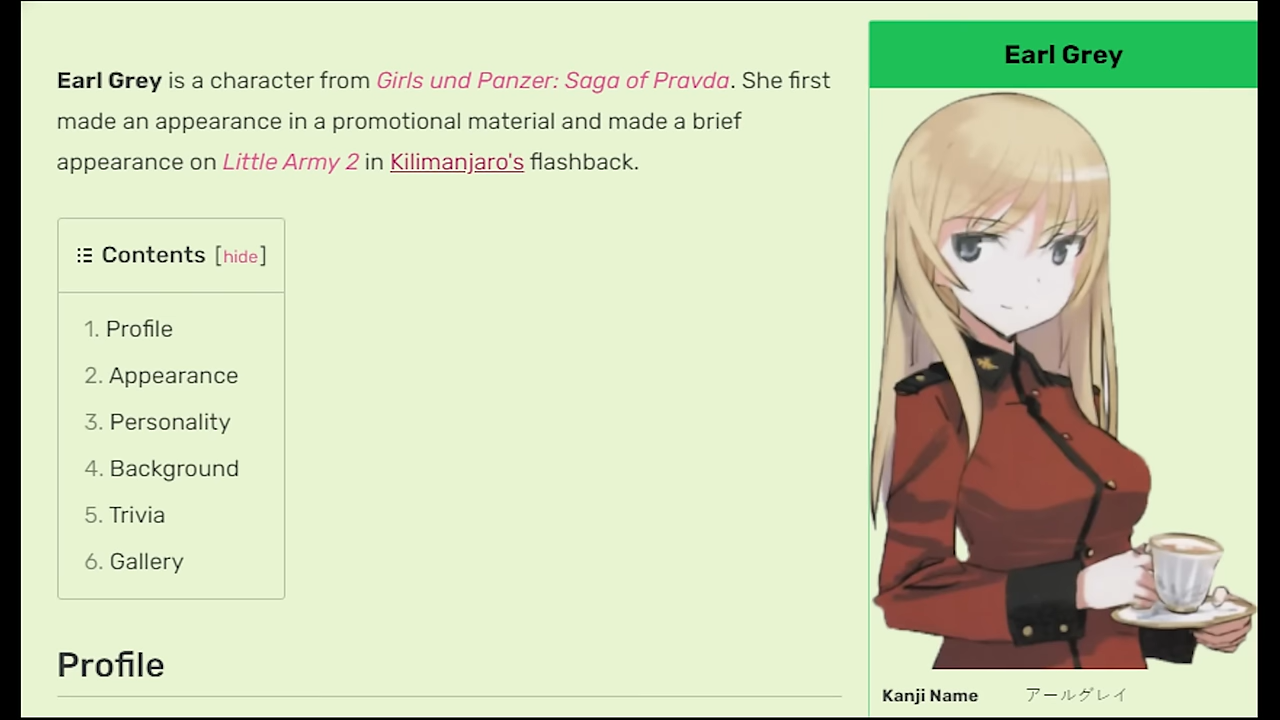 Earl Grey is a character from Girls und Panzer: Saga of Pravda. She first
made an appearance in a promotional material and made a brief
appearance on Little Army 2 in Kilimanjaro's flashback.
Contents [hide]
1. Profile
2. Appearance
3. Personality
4. Background
5. Trivia
6. Gallery
Profile
Earl Grey
Kanji Name アールグレイ